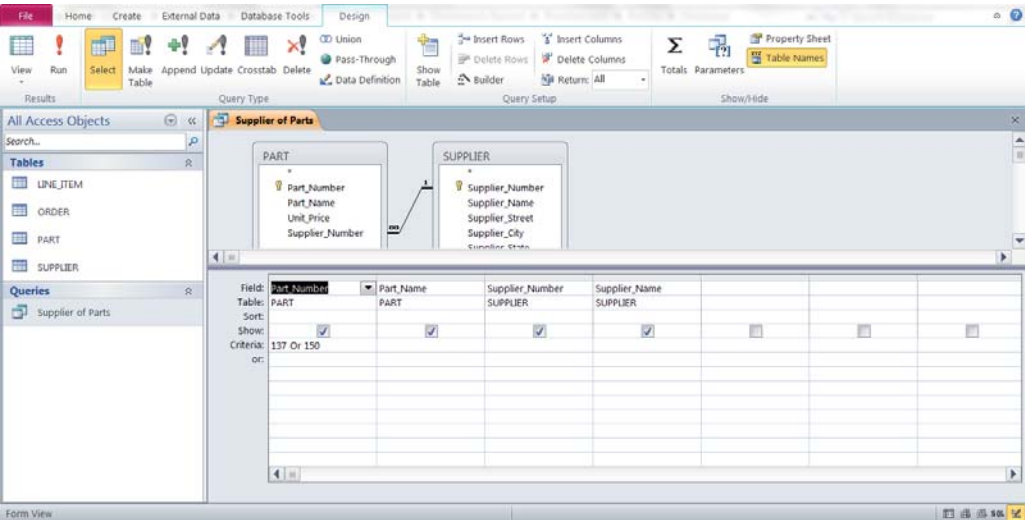 File Home Create External Data Database Tools Design
View Run Select Make Table Append Update Crosstab Delete
Union
Pass-Through
Data Definition
Show Table
Insert Rows
Delete Rows
Builder
Insert Columns
Delete Columns
Return: All
Totals Parameters
Property Sheet
Table Names
Results Query Type Query Setup Show/Hide
All Access Objects
Search...
Tables
LINE_ITEM
ORDER
PART
SUPPLIER
Queries
Supplier of Parts
Supplier of Parts
PART
*
Part_Number
Part_Name
Unit_Price
Supplier_Number
∞
1
SUPPLIER
*
Supplier_Number
Supplier_Name
Supplier_Street
Supplier_City
Supplier_State
Field: Part_Number Part_Name Supplier_Number Supplier_Name
Table: PART PART SUPPLIER SUPPLIER
Sort:
Show:
Criteria: 137 Or 150
or:
Form View
SQL